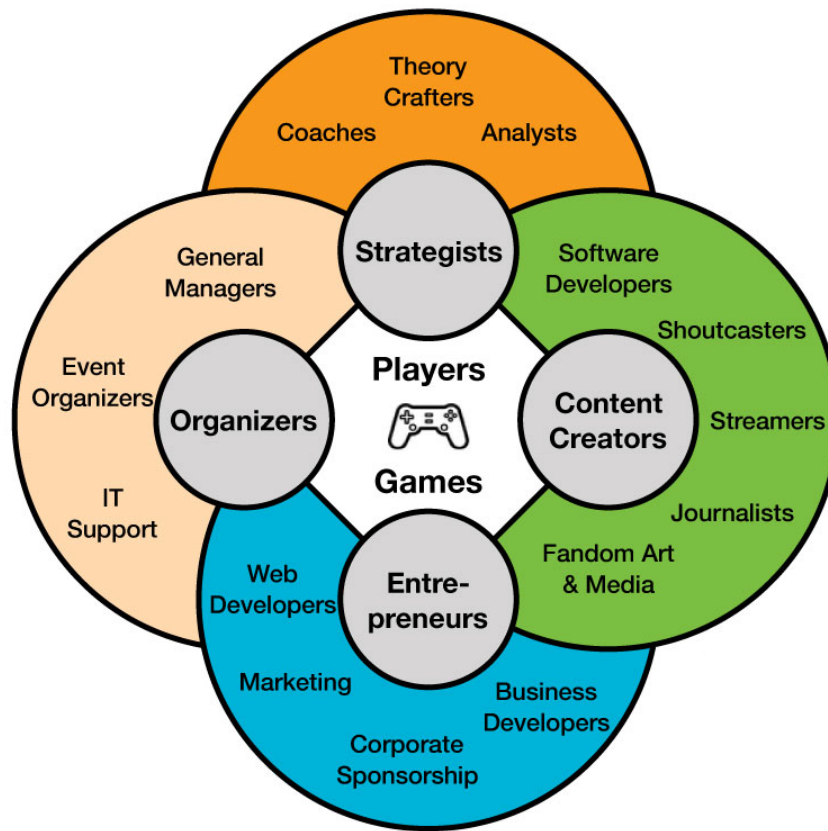 Theory
Crafters
Coaches
Analysts
Strategists
General
Managers
Software
Developers
Shoutcasters
Event
Organizers
Organizers
Players
Games
Content
Creators
Streamers
IT
Support
Journalists
Fandom Art
& Media
Web
Developers
Entre-
preneurs
Marketing
Business
Developers
Corporate
Sponsorship